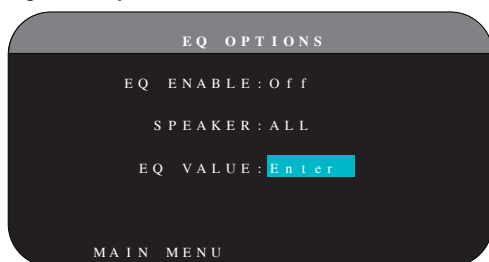 EQ OPTIONS
EQ ENABLE:Off
SPEAKER:ALL
EQ VALUE:Enter
MAIN MENU